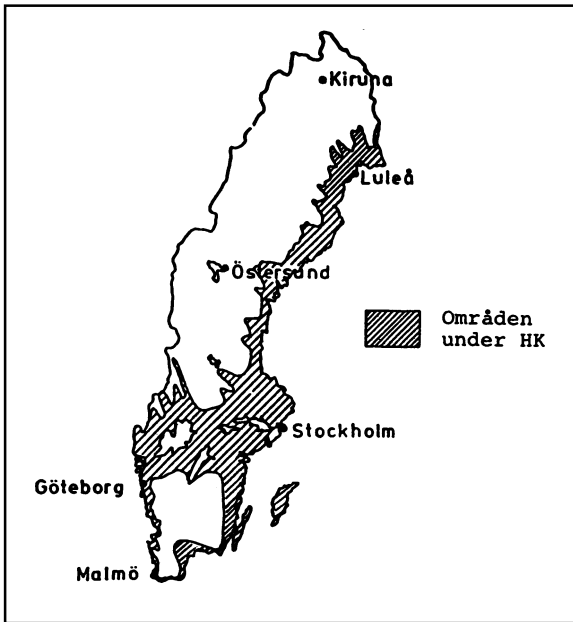 Kiruna
Luleå
Östersund
Områden
under HK
Stockholm
Göteborg
Malmö